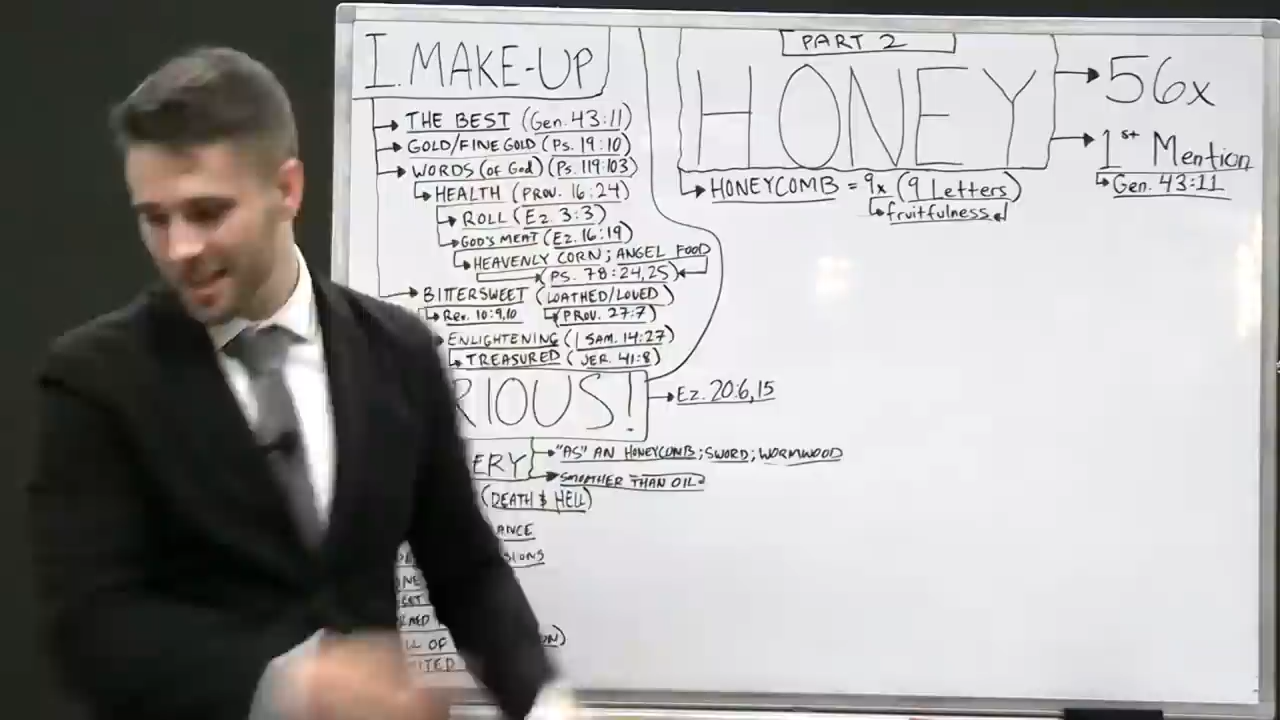 I. MAKE-UP
THE BEST (Gen. 43:11)
GOLD/FINE GOLD (Ps. 19:10)
WORDS (of God) (Ps. 119:103)
HEALTH (PROV. 16:24)
ROLL (Ez. 3:3)
GOD'S MEAT (Ez. 16:19)
HEAVENLY CORN; ANGEL FOOD
(PS. 78:24,25)
BITTERSWEET (LOATHED/LOVED)
Rev. 10:9,10 PROV. 27:7
ENLIGHTENING (1 SAM. 14:27)
TREASURED (JER. 41:8)
RIOUS!
Ez. 20:6,15
ERY
"AS" AN HONEYCOMB; SWORD; WORMWOOD
SMOOTHER THAN OIL
(DEATH & HELL)
ANCE
SIONS
PART 2
HONEY
56x
1st Mention
Gen. 43:11
HONEYCOMB = 9x (9 Letters)
fruitfulness